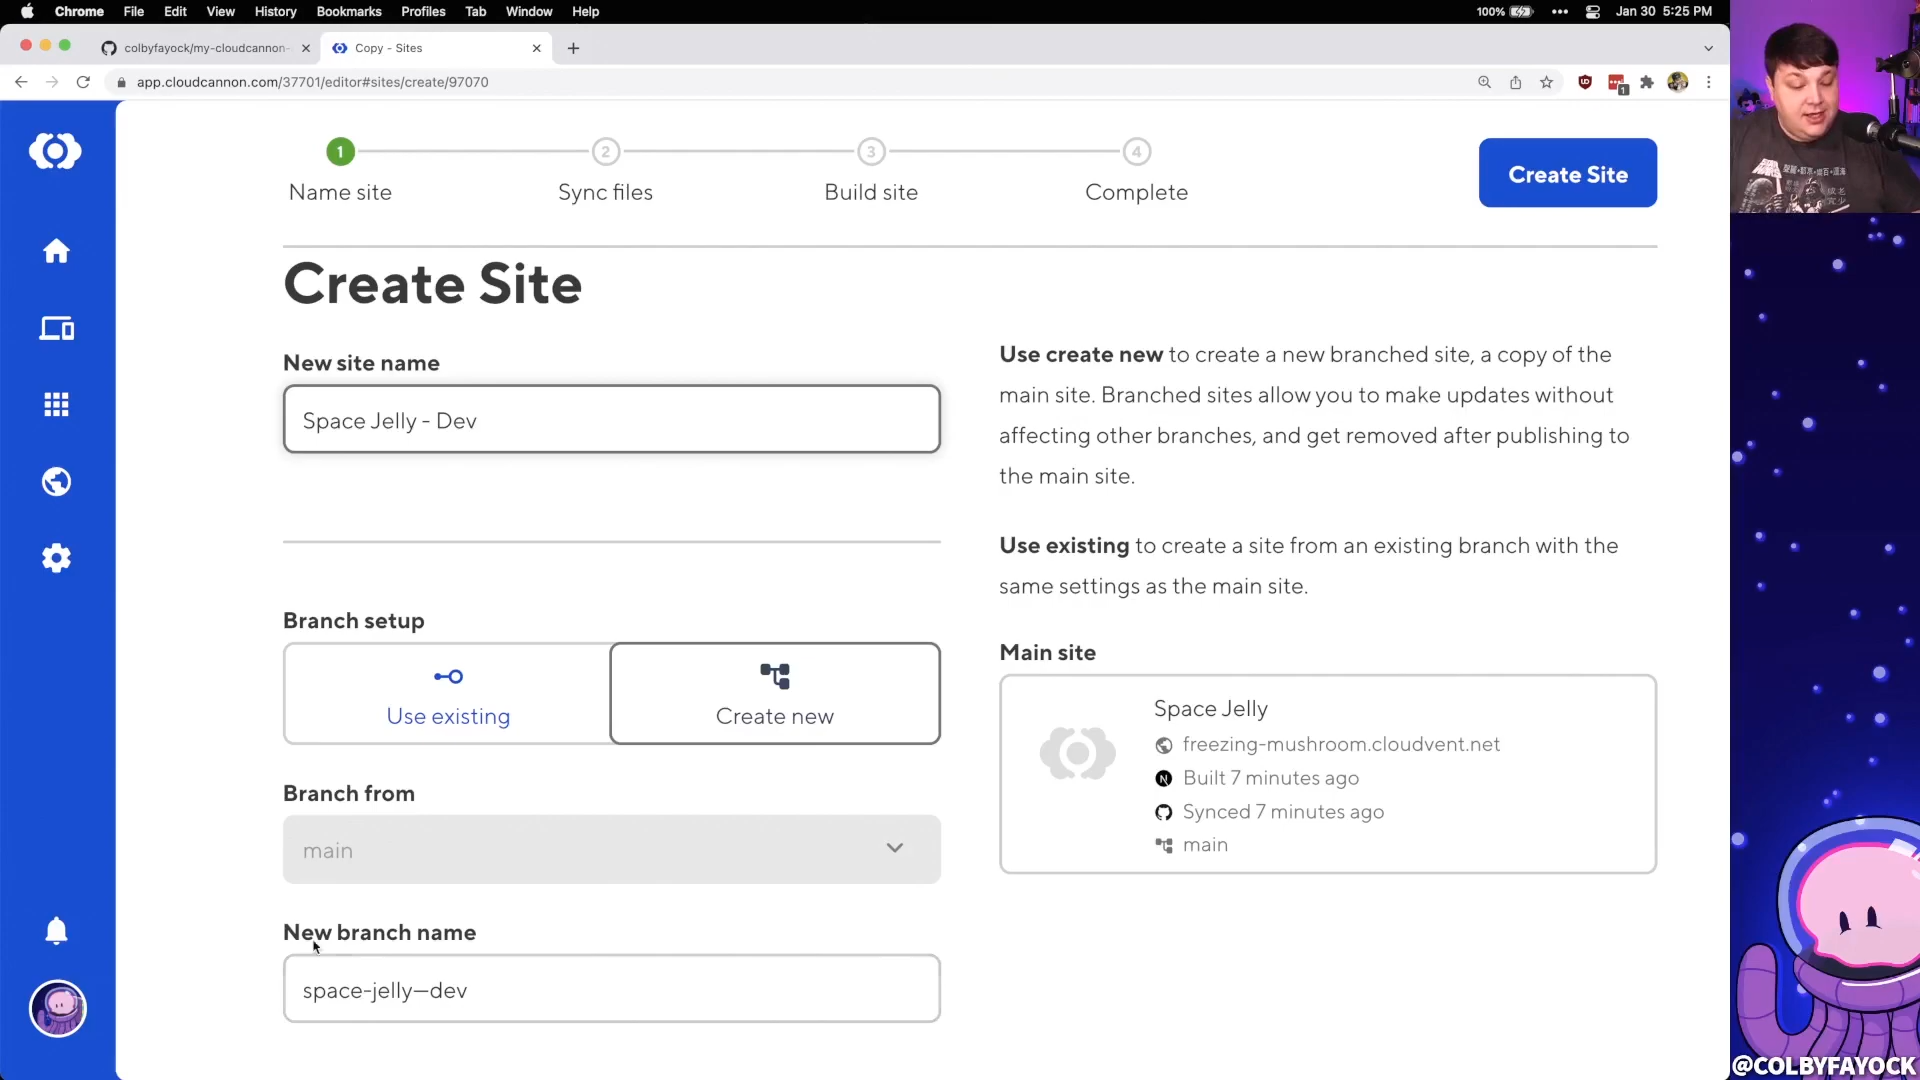 Chrome File Edit View History Bookmarks Profiles Tab Window Help 100% Jan 30 5:25 PM
colbyfayock/my-cloudcannon- Copy - Sites
app.cloudcannon.com/37701/editor#sites/create/97070
1 2 3 4
Name site Sync files Build site Complete
Create Site
Create Site
New site name
Space Jelly - Dev
Use create new to create a new branched site, a copy of the
main site. Branched sites allow you to make updates without
affecting other branches, and get removed after publishing to
the main site.
Use existing to create a site from an existing branch with the
same settings as the main site.
Branch setup
Use existing
Create new
Main site
Space Jelly
freezing-mushroom.cloudvent.net
Built 7 minutes ago
Synced 7 minutes ago
main
Branch from
main
New branch name
space-jelly—dev
@COLBYFAYOCK